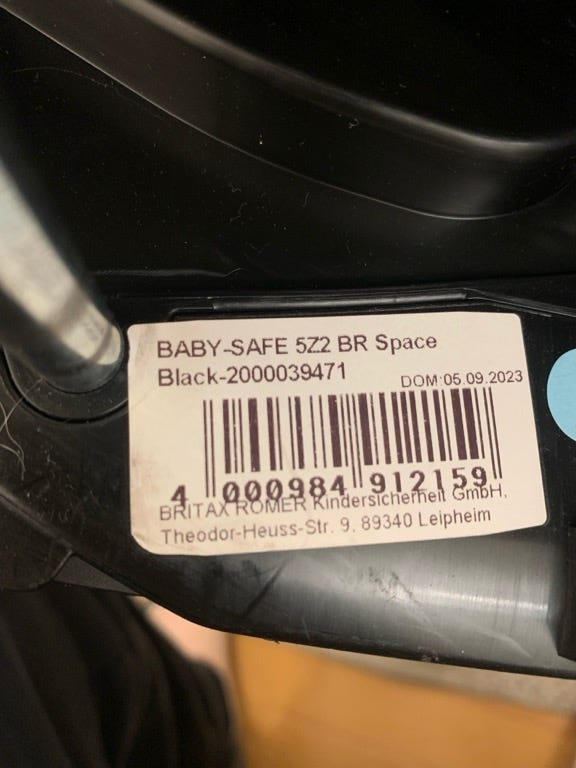 BABY-SAFE 5Z2 BR Space
Black-2000039471
DOM:05.09.2023
4 000984 912159
BRITAX RÖMER Kindersicherheit GmbH,
Theodor-Heuss-Str. 9, 89340 Leipheim